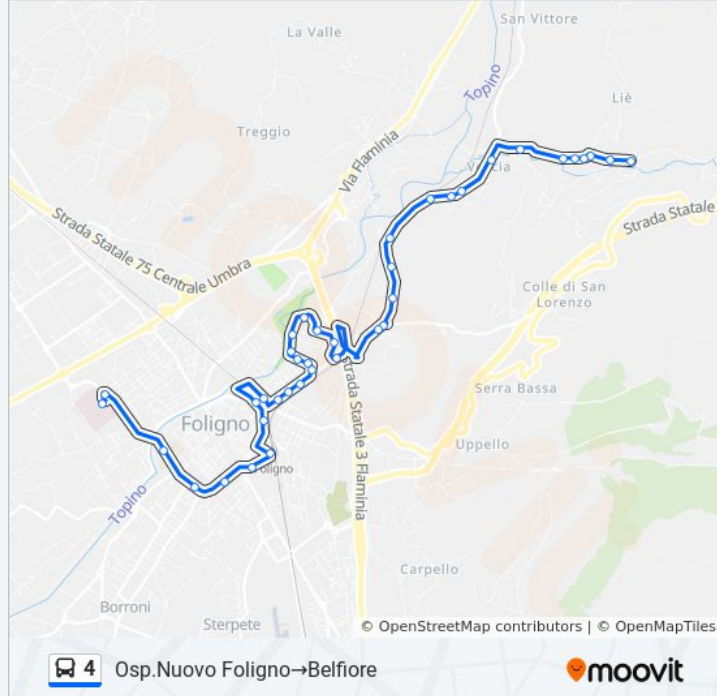 San Vittore
La Valle
Topino
Liè
Treggio
Via Flaminia
Strada Statale 75 Centrale Umbra
Strada Statale
Colle di San
Lorenzo
Serra Bassa
Strada Statale 3 Flaminia
Foligno
Uppello
Foligno
Topino
Carpello
Borroni
Sterpete
© OpenStreetMap contributors | © OpenMapTiles
4 Osp.Nuovo Foligno→Belfiore
moovit